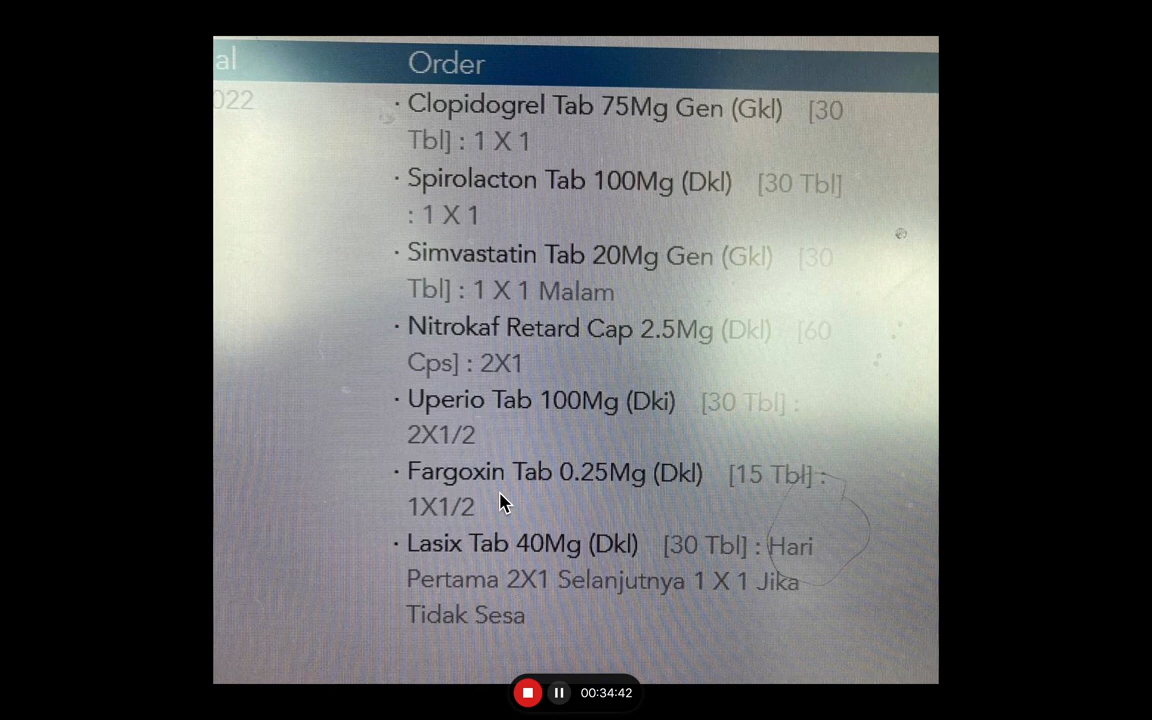 al Order
022
· Clopidogrel Tab 75Mg Gen (Gkl) [30
Tbl] : 1 X 1
· Spirolacton Tab 100Mg (Dkl) [30 Tbl]
: 1 X 1
· Simvastatin Tab 20Mg Gen (Gkl) [30
Tbl] : 1 X 1 Malam
· Nitrokaf Retard Cap 2.5Mg (Dkl) [60
Cps] : 2X1
· Uperio Tab 100Mg (Dki) [30 Tbl] :
2X1/2
· Fargoxin Tab 0.25Mg (Dkl) [15 Tbl] :
1X1/2
· Lasix Tab 40Mg (Dkl) [30 Tbl] : Hari
Pertama 2X1 Selanjutnya 1 X 1 Jika
Tidak Sesa
00:34:42